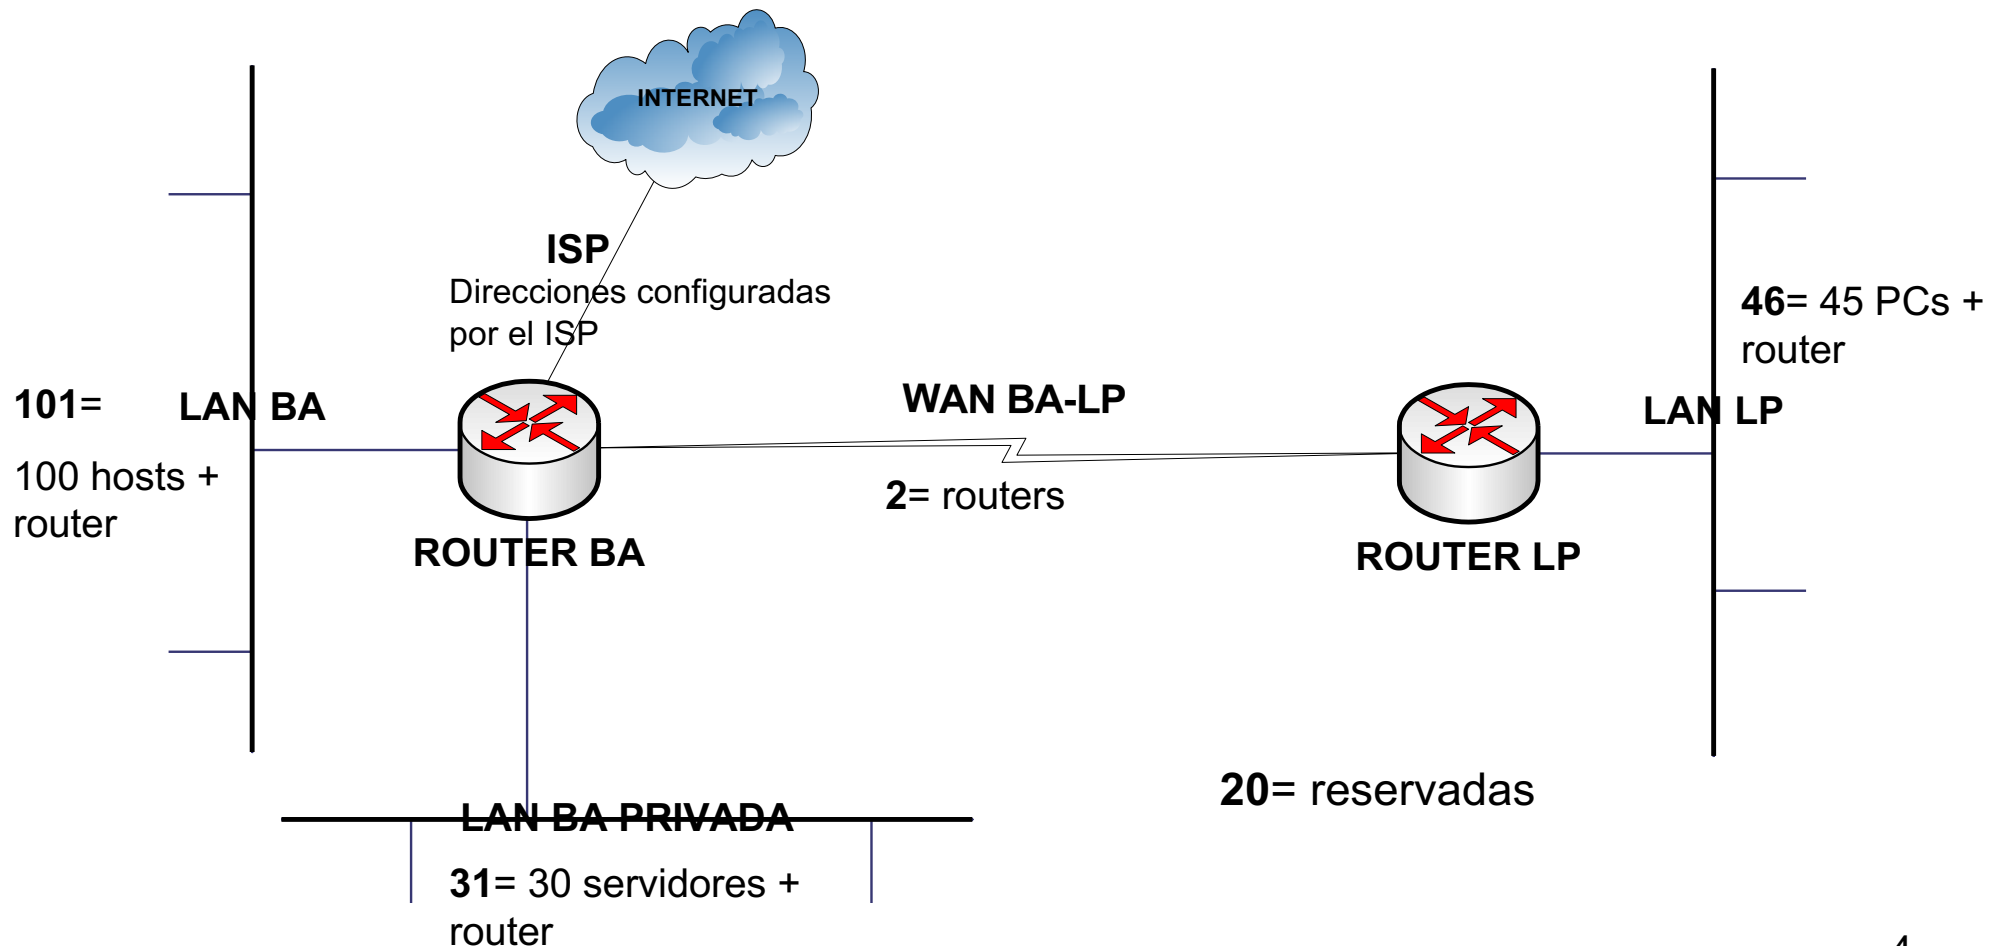 INTERNET
ISP
Direcciones configuradas
por el ISP
46= 45 PCs +
router
101=
LAN BA
WAN BA-LP
LAN LP
100 hosts +
router
2= routers
ROUTER BA
ROUTER LP
20= reservadas
LAN BA PRIVADA
31= 30 servidores +
router
4